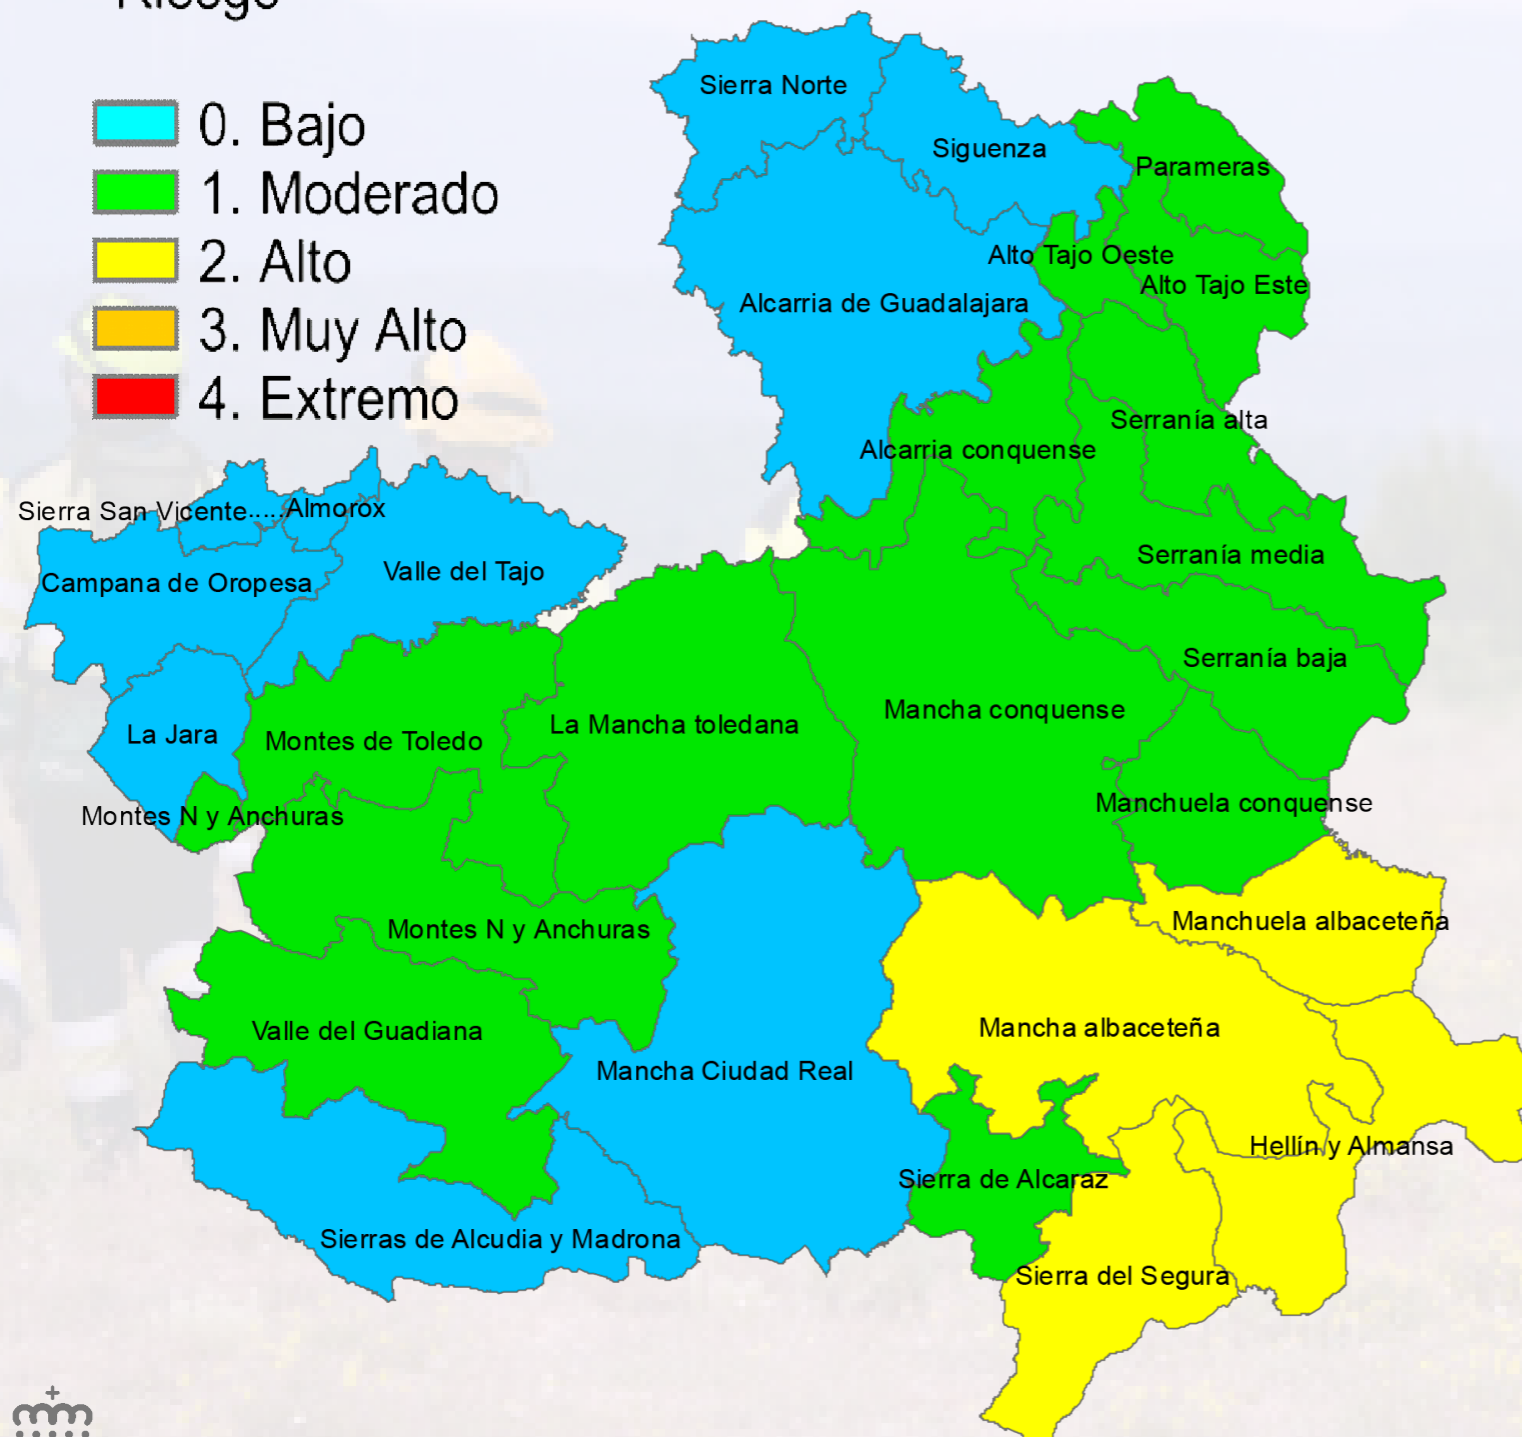 Riesgo
0. Bajo
1. Moderado
2. Alto
3. Muy Alto
4. Extremo
Sierra Norte
Siguenza
Parameras
Alto Tajo Oeste
Alto Tajo Este
Alcarria de Guadalajara
Serranía alta
Alcarria conquense
Sierra San Vicente.....
Almorox
Serranía media
Valle del Tajo
Campana de Oropesa
Serranía baja
Mancha conquense
La Mancha toledana
La Jara
Montes de Toledo
Manchuela conquense
Montes N y Anchuras
Manchuela albaceteña
Montes N y Anchuras
Mancha albaceteña
Valle del Guadiana
Mancha Ciudad Real
Hellín y Almansa
Sierra de Alcaraz
Sierras de Alcudia y Madrona
Sierra del Segura